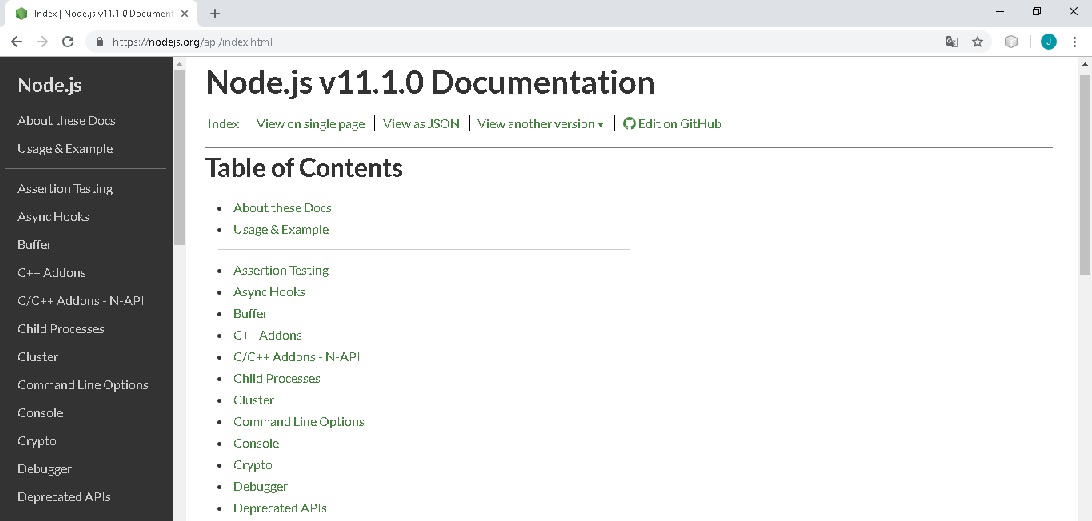 Index | Node.js v11.1.0 Document
https://nodejs.org/api/index.html
J
Node.js
About these Docs
Usage & Example
Assertion Testing
Async Hooks
Buffer
C++ Addons
C/C++ Addons - N-API
Child Processes
Cluster
Command Line Options
Console
Crypto
Debugger
Deprecated APIs
Node.js v11.1.0 Documentation
Index View on single page | View as JSON | View another version ▼ | Edit on GitHub
Table of Contents
• About these Docs
• Usage & Example
• Assertion Testing
• Async Hooks
• Buffer
• C++ Addons
• C/C++ Addons - N-API
• Child Processes
• Cluster
• Command Line Options
• Console
• Crypto
• Debugger
• Deprecated APIs